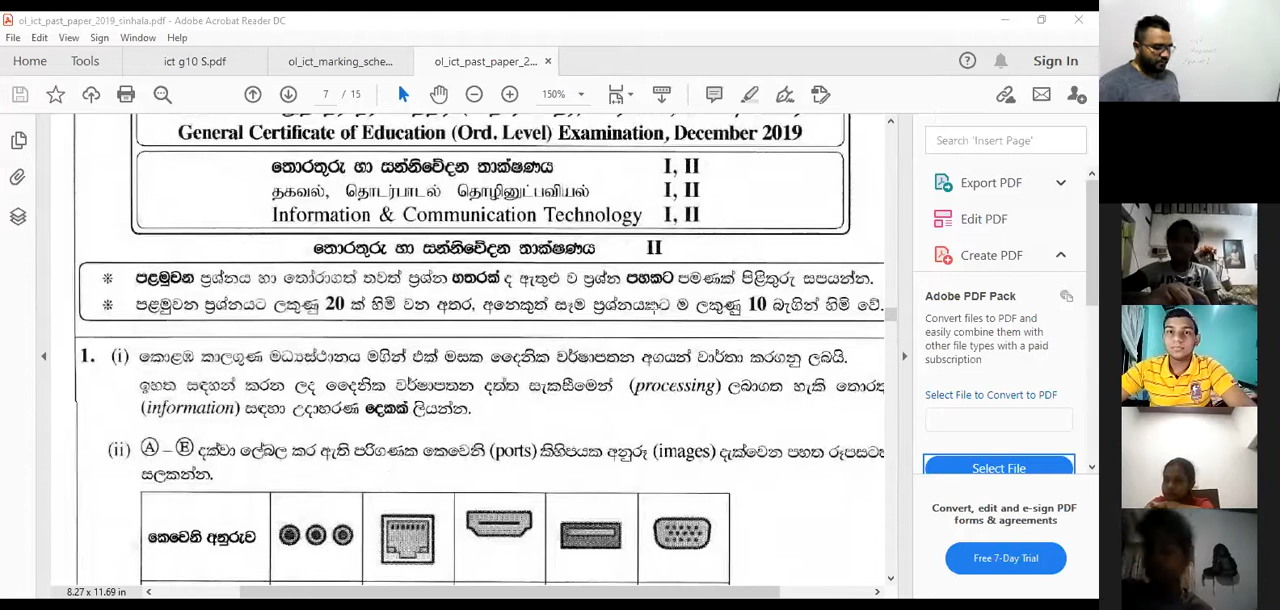 ol_ict_past_paper_2019_sinhala.pdf - Adobe Acrobat Reader DC
File Edit View Sign Window Help
Home Tools ict g10 S.pdf ol_ict_marking_sche... ol_ict_past_paper_2... × Sign In
7 / 15 150%
General Certificate of Education (Ord. Level) Examination, December 2019
තොරතුරු හා සන්නිවේදන තාක්ෂණය I, II
தகவல், தொடர்பாடல் தொழினுட்பவியல் I, II
Information & Communication Technology I, II
තොරතුරු හා සන්නිවේදන තාක්ෂණය II
* පළමුවන ප්‍රශ්නය හා තෝරාගත් තවත් ප්‍රශ්න හතරක් ද ඇතුළු ව ප්‍රශ්න පහකට පමණක් පිළිතුරු සපයන්න.
* පළමුවන ප්‍රශ්නයට ලකුණු 20 ක් හිමි වන අතර, අනෙකුත් සෑම ප්‍රශ්නයකට ම ලකුණු 10 බැගින් හිමි වේ.
1. (i) කොළඹ කාලගුණ මධ්‍යස්ථානය මගින් එක් මසක දෛනික වර්ෂාපතන අගයන් වාර්තා කරගනු ලබයි.
ඉහත සඳහන් කරන ලද දෛනික වර්ෂාපතන දත්ත සැකසීමෙන් (processing) ලබාගත හැකි
(information) සඳහා උදාහරණ දෙකක් ලියන්න.
(ii) Ⓐ – Ⓔ දක්වා ලේබල කර ඇති පරිගණක කෙවෙනි (ports) කිහිපයක අනුරූ (images) දැක්වෙන පහත
සලකන්න.
කෙවෙනි අනුරුව
8.27 x 11.69 in
Search 'Insert Page'
Export PDF
Edit PDF
Create PDF
Adobe PDF Pack
Convert files to PDF and
easily combine them with
other file types with a paid
subscription
Select File to Convert to PDF
Select File
Convert, edit and e-sign PDF
forms & agreements
Free 7-Day Trial